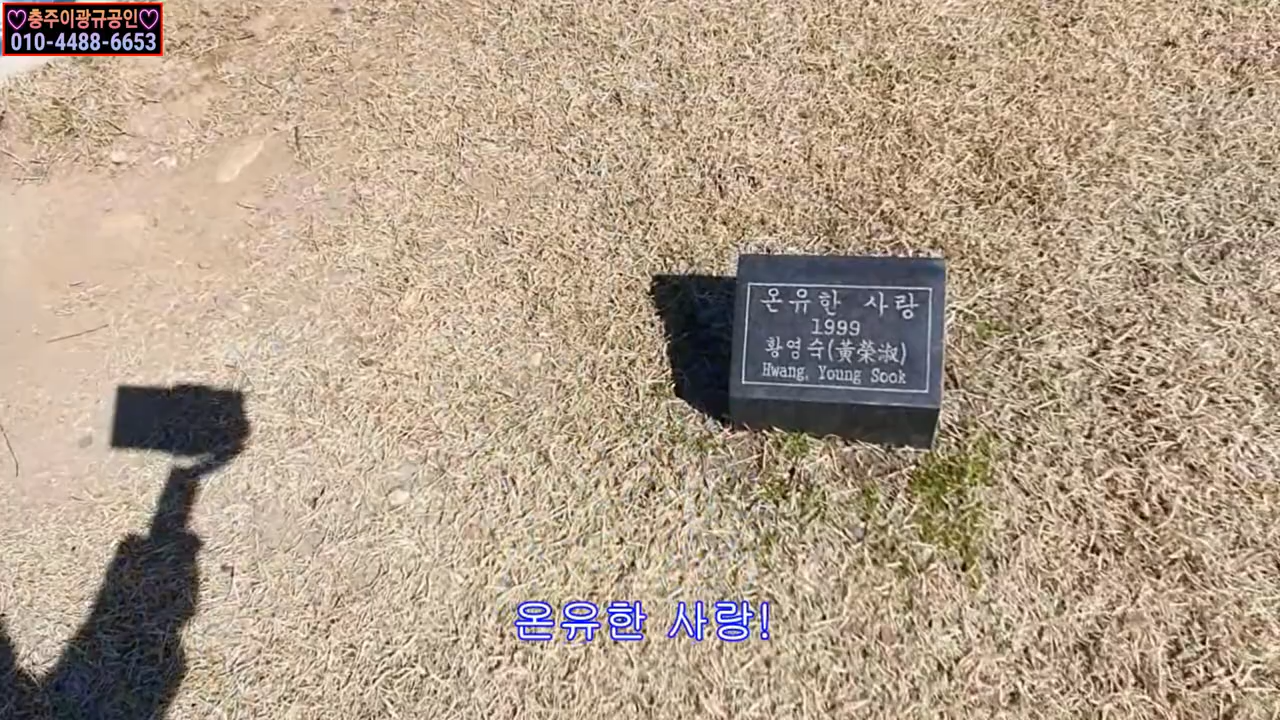 ♡충주이광규공인♡
010-4488-6653
온유한 사랑
1999
황영숙(黃榮淑)
Hwang, Young Sook
온유한 사랑!